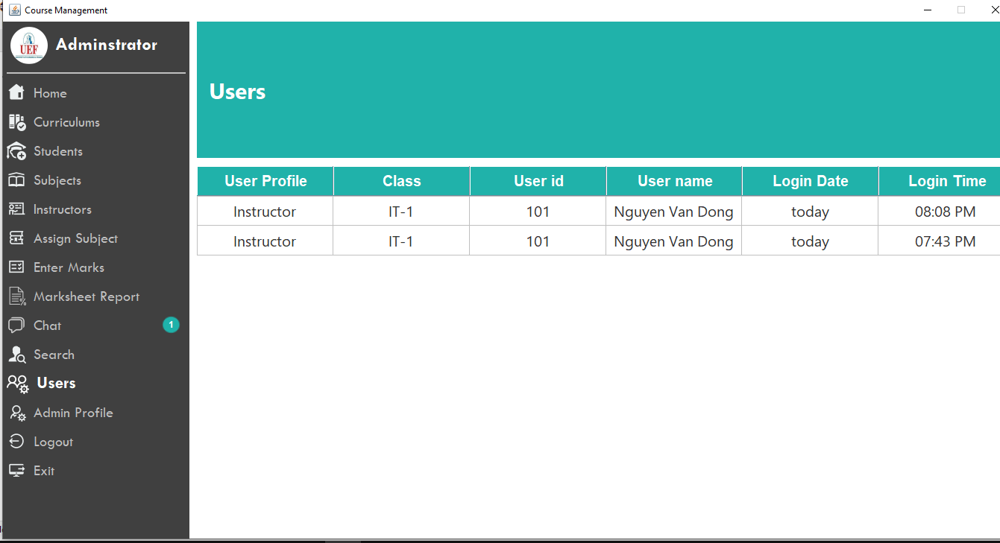 Course Management
UEF
Adminstrator
Home
Curriculums
Students
Subjects
Instructors
Assign Subject
Enter Marks
Marksheet Report
Chat 1
Search
Users
Admin Profile
Logout
Exit
Users
User Profile Class User id User name Login Date Login Time
Instructor IT-1 101 Nguyen Van Dong today 08:08 PM
Instructor IT-1 101 Nguyen Van Dong today 07:43 PM